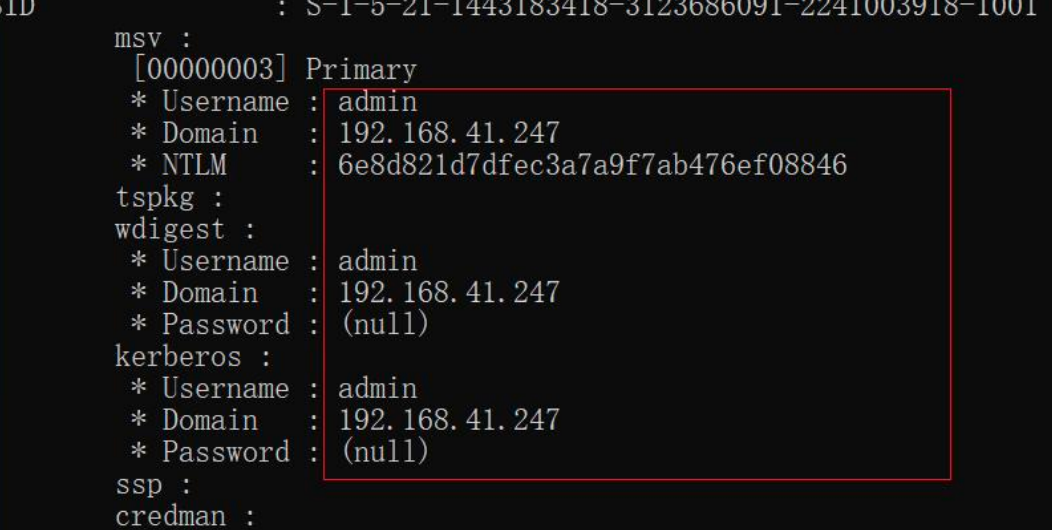 SID : S-1-5-21-1443183418-3123686091-2241003918-1001
msv :
[00000003] Primary
* Username : admin
* Domain : 192.168.41.247
* NTLM : 6e8d821d7dfec3a7a9f7ab476ef08846
tspkg :
wdigest :
* Username : admin
* Domain : 192.168.41.247
* Password : (null)
kerberos :
* Username : admin
* Domain : 192.168.41.247
* Password : (null)
ssp :
credman :